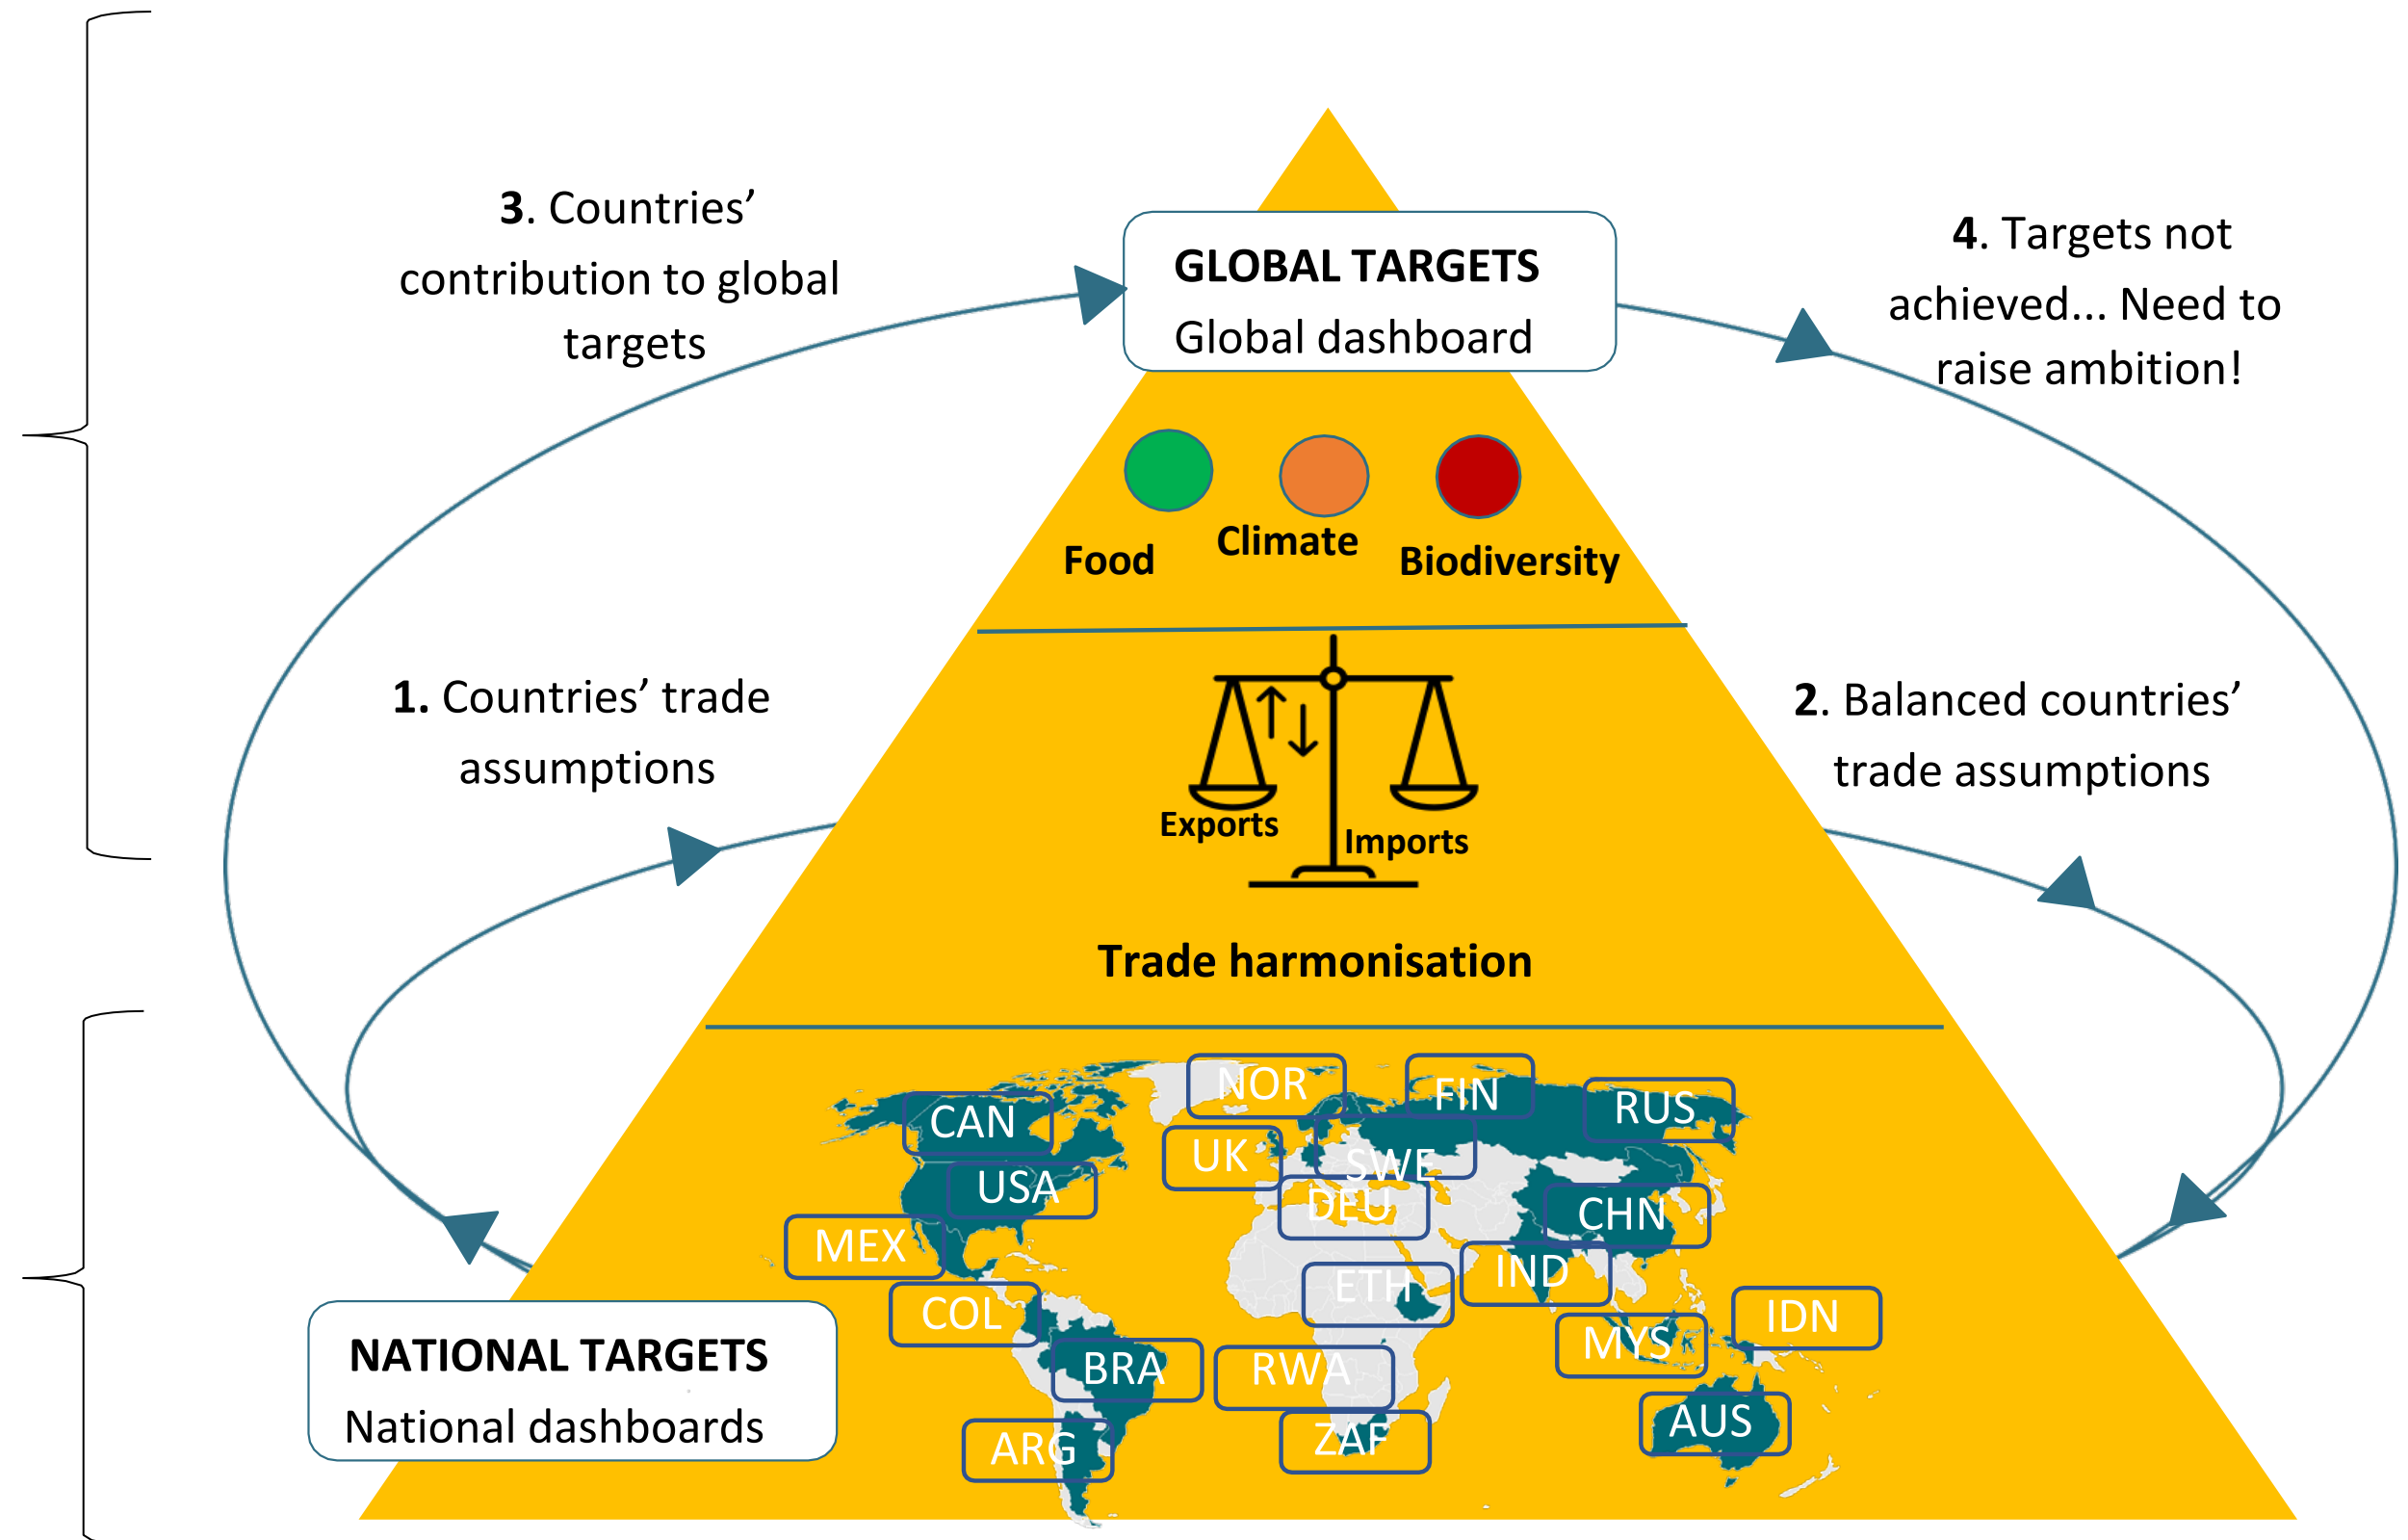 3. Countries’
contribution to global
targets
GLOBAL TARGETS
Global dashboard
4. Targets not
achieved... Need to
raise ambition!
Food
Climate
Biodiversity
1. Countries’ trade
assumptions
2. Balanced countries’
trade assumptions
Exports
Imports
Trade harmonisation
NOR
FIN
RUS
CAN
UK
SWE
USA
DEU
CHN
MEX
ETH
IND
COL
IDN
MYS
BRA
RWA
AUS
ARG
ZAF
NATIONAL TARGETS
National dashboards